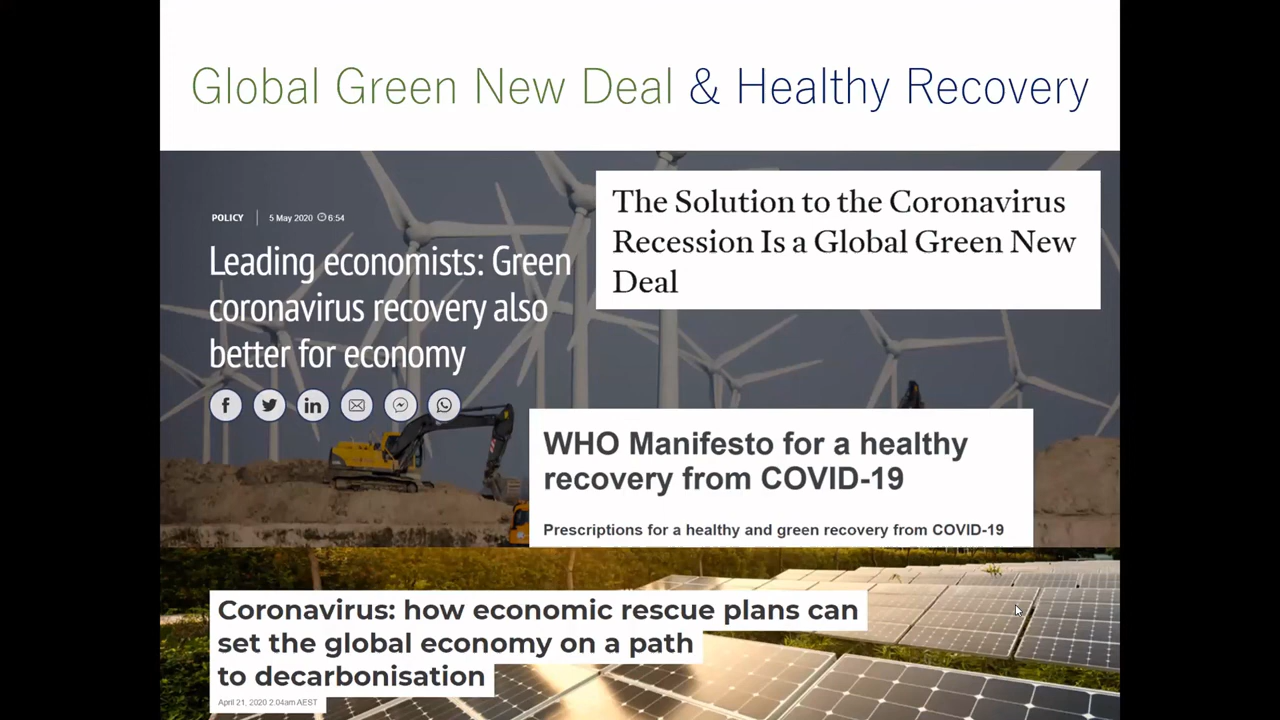 Global Green New Deal & Healthy Recovery
POLICY | 5 May 2020 6:54
Leading economists: Green
coronavirus recovery also
better for economy
The Solution to the Coronavirus
Recession Is a Global Green New
Deal
WHO Manifesto for a healthy
recovery from COVID-19
Prescriptions for a healthy and green recovery from COVID-19
Coronavirus: how economic rescue plans can
set the global economy on a path
to decarbonisation
April 21, 2020 2.04am AEST